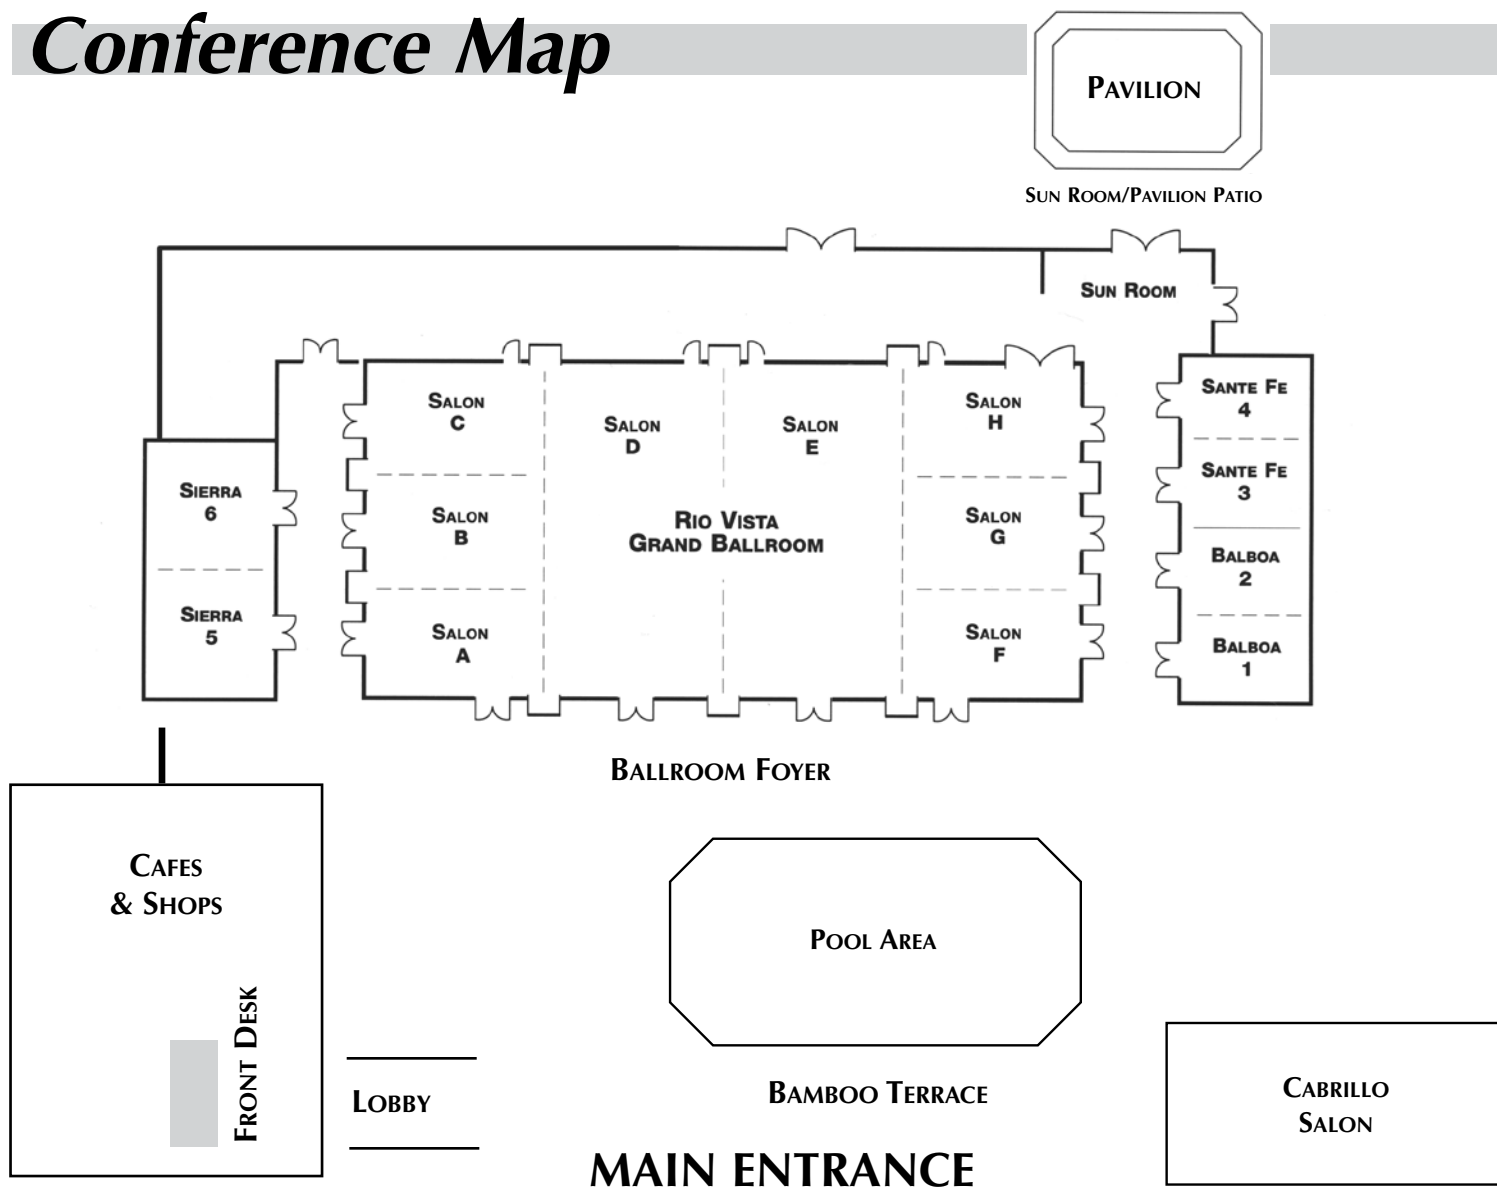 Conference Map
PAVILION
SUN ROOM/PAVILION PATIO
SUN ROOM
SALON
C
SALON
D
SALON
E
SALON
H
SANTE FE
4
SIERRA
6
SALON
B
RIO VISTA
GRAND BALLROOM
SALON
G
SANTE FE
3
BALBOA
2
SIERRA
5
SALON
A
SALON
F
BALBOA
1
BALLROOM FOYER
CAFES
& SHOPS
POOL AREA
FRONT DESK
LOBBY
BAMBOO TERRACE
CABRILLO
SALON
MAIN ENTRANCE